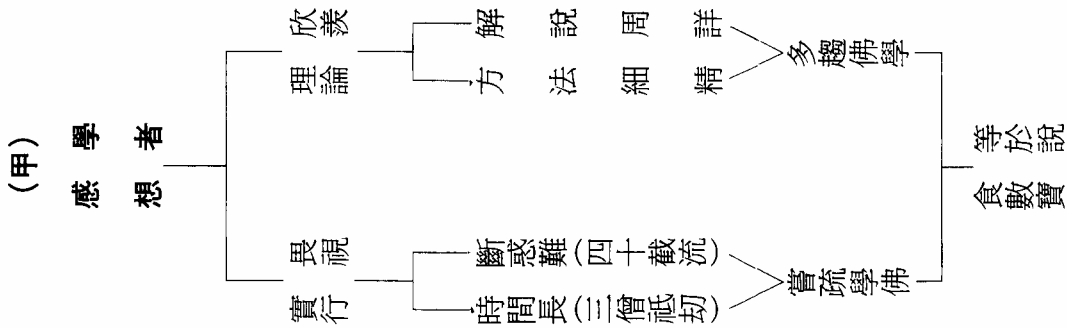 (甲)
學者
感想
欣羨
理論
解說周詳
方法細精
多趨佛學
畏視
實行
斷惑難(四十截流)
時間長(三僧祇劫)
嘗疏學佛
等於說
食數寶